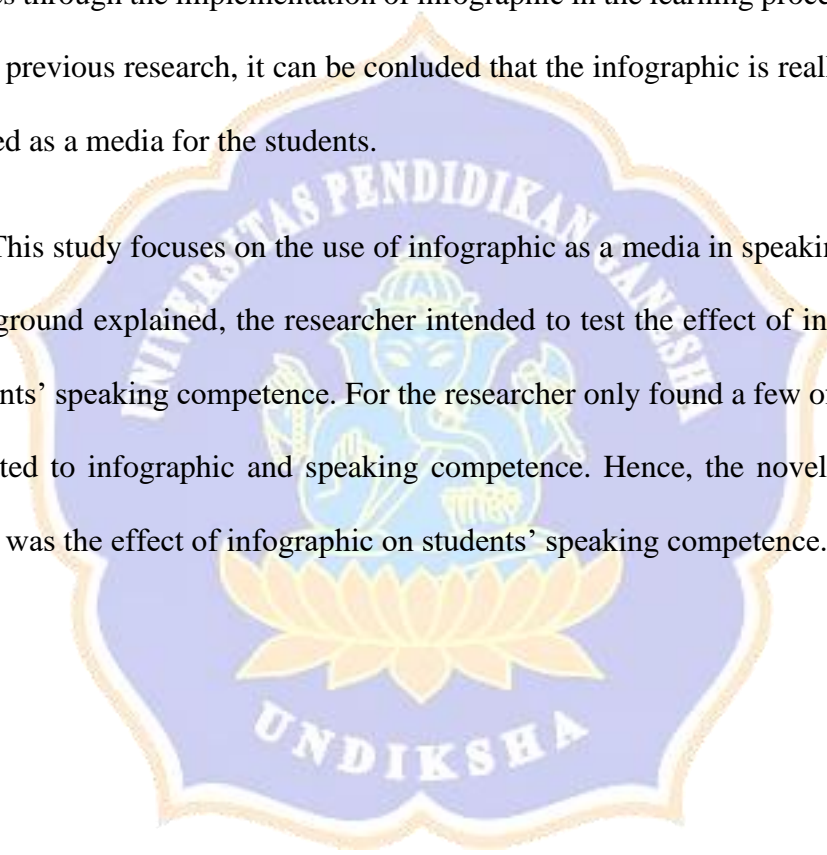 es through the implementation of infographic in the learning proce
previous research, it can be conluded that the infographic is reall
ed as a media for the students.
This study focuses on the use of infographic as a media in speakin
ground explained, the researcher intended to test the effect of in
nts’ speaking competence. For the researcher only found a few of
ted to infographic and speaking competence. Hence, the novel
was the effect of infographic on students’ speaking competence.
UNIVERSITAS PENDIDIKAN GANESHA
UNDIKSHA